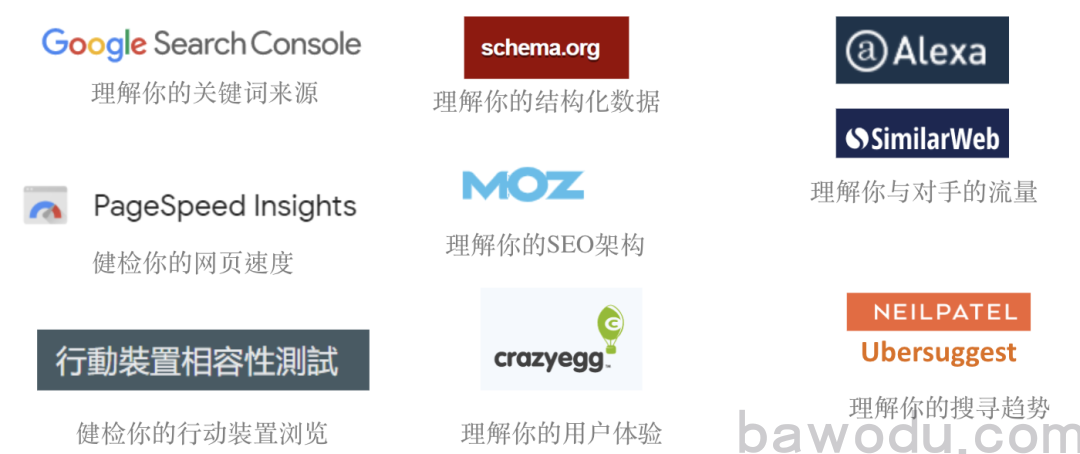 Google Search Console
理解你的关键词来源
PageSpeed Insights
健检你的网页速度
行動裝置相容性測試
健检你的行动装置浏览
schema.org
理解你的结构化数据
MOZ
理解你的SEO架构
crazyegg™
理解你的用户体验
Alexa
SimilarWeb
理解你与对手的流量
NEILPATEL
Ubersuggest
理解你的搜寻趋势
bawodu.com